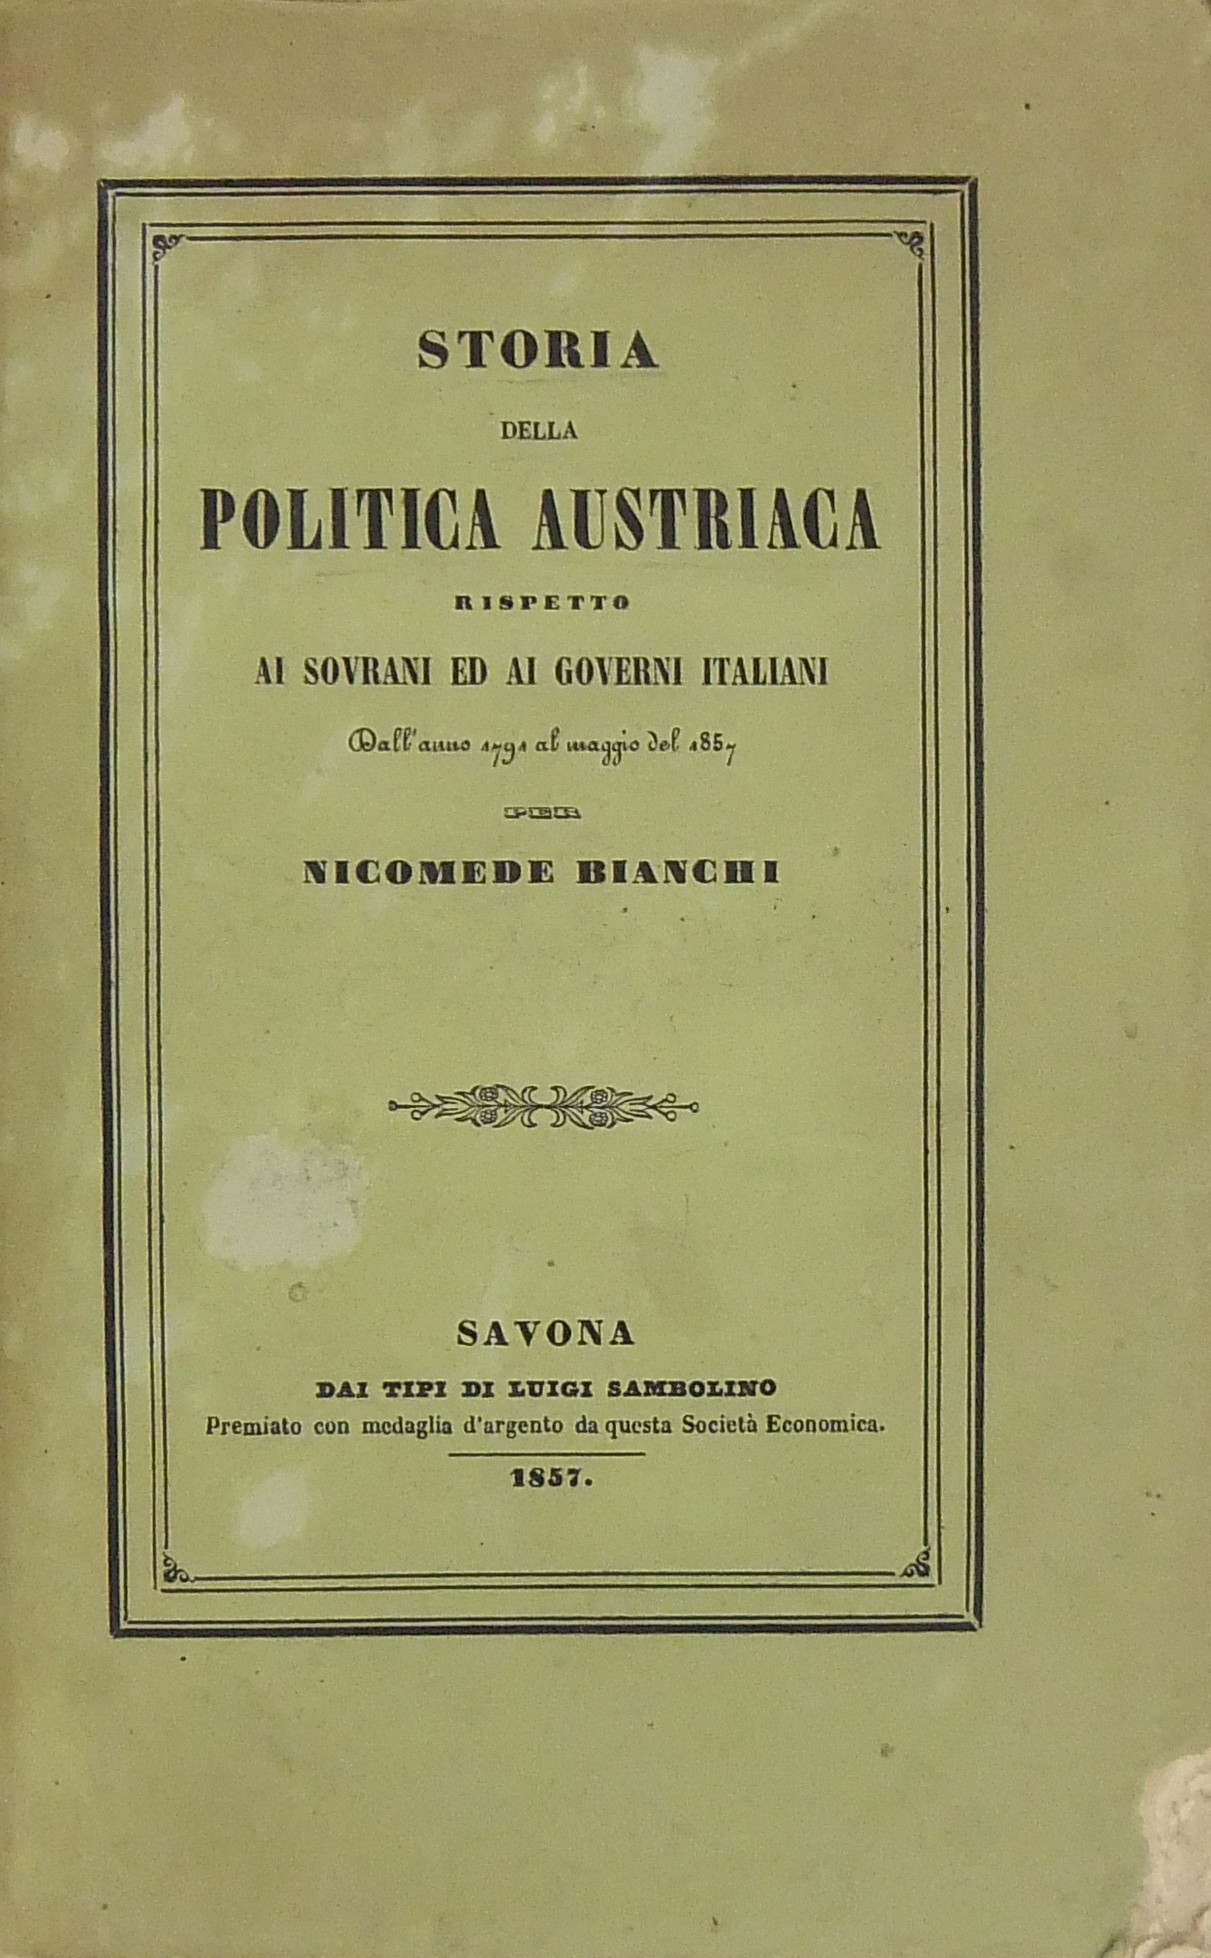 STORIA
DELLA
POLITICA AUSTRIACA
RISPETTO
AI SOVRANI ED AI GOVERNI ITALIANI
Dall'anno 1791 al maggio del 1857
PER
NICOMEDE BIANCHI
SAVONA
DAI TIPI DI LUIGI SAMBOLINO
Premiato con medaglia d'argento da questa Società Economica.
1857.